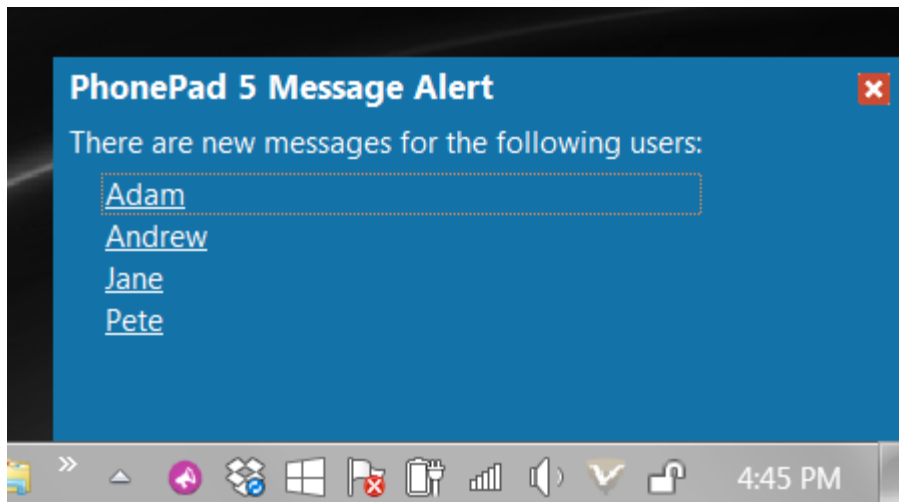 PhonePad 5 Message Alert
There are new messages for the following users:
Adam
Andrew
Jane
Pete
4:45 PM